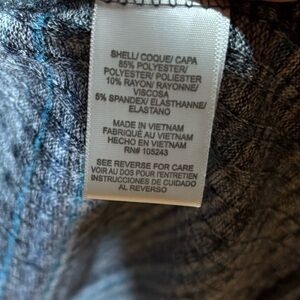 SHELL/ COQUE/ CAPA
85% POLYESTER/
POLYESTER/ POLIÉSTER
10% RAYON/ RAYONNE/
VISCOSA
5% SPANDEX/ ELASTHANNE/
ELASTANO
MADE IN VIETNAM
FABRIQUÉ AU VIETNAM
HECHO EN VIETNAM
RN# 105243
SEE REVERSE FOR CARE
VOIR AU DOS POUR L'ENTRETIEN
INSTRUCCIONES DE CUIDADO
AL REVERSO